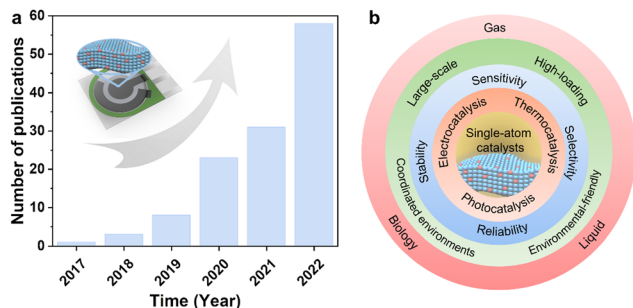 a
Number of publications
60
50
40
30
20
10
0
2017
2018
2019
2020
2021
2022
Time (Year)
b
Gas
Large-scale
High-loading
Sensitivity
Electrocatalysis
Thermocatalysis
Single-atom
catalysts
Stability
Selectivity
Photocatalysis
Reliability
Coordinated environments
Environmental-friendly
Biology
Liquid